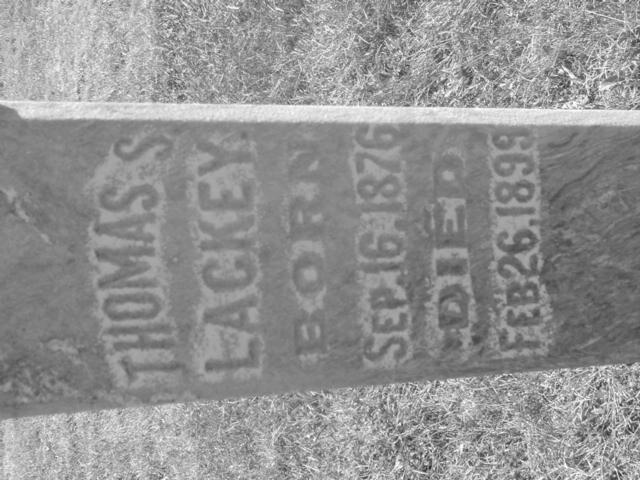 THOMAS S
LACKEY.
BORN
SEP. 16, 1876
DIED
FEB 26, 1899